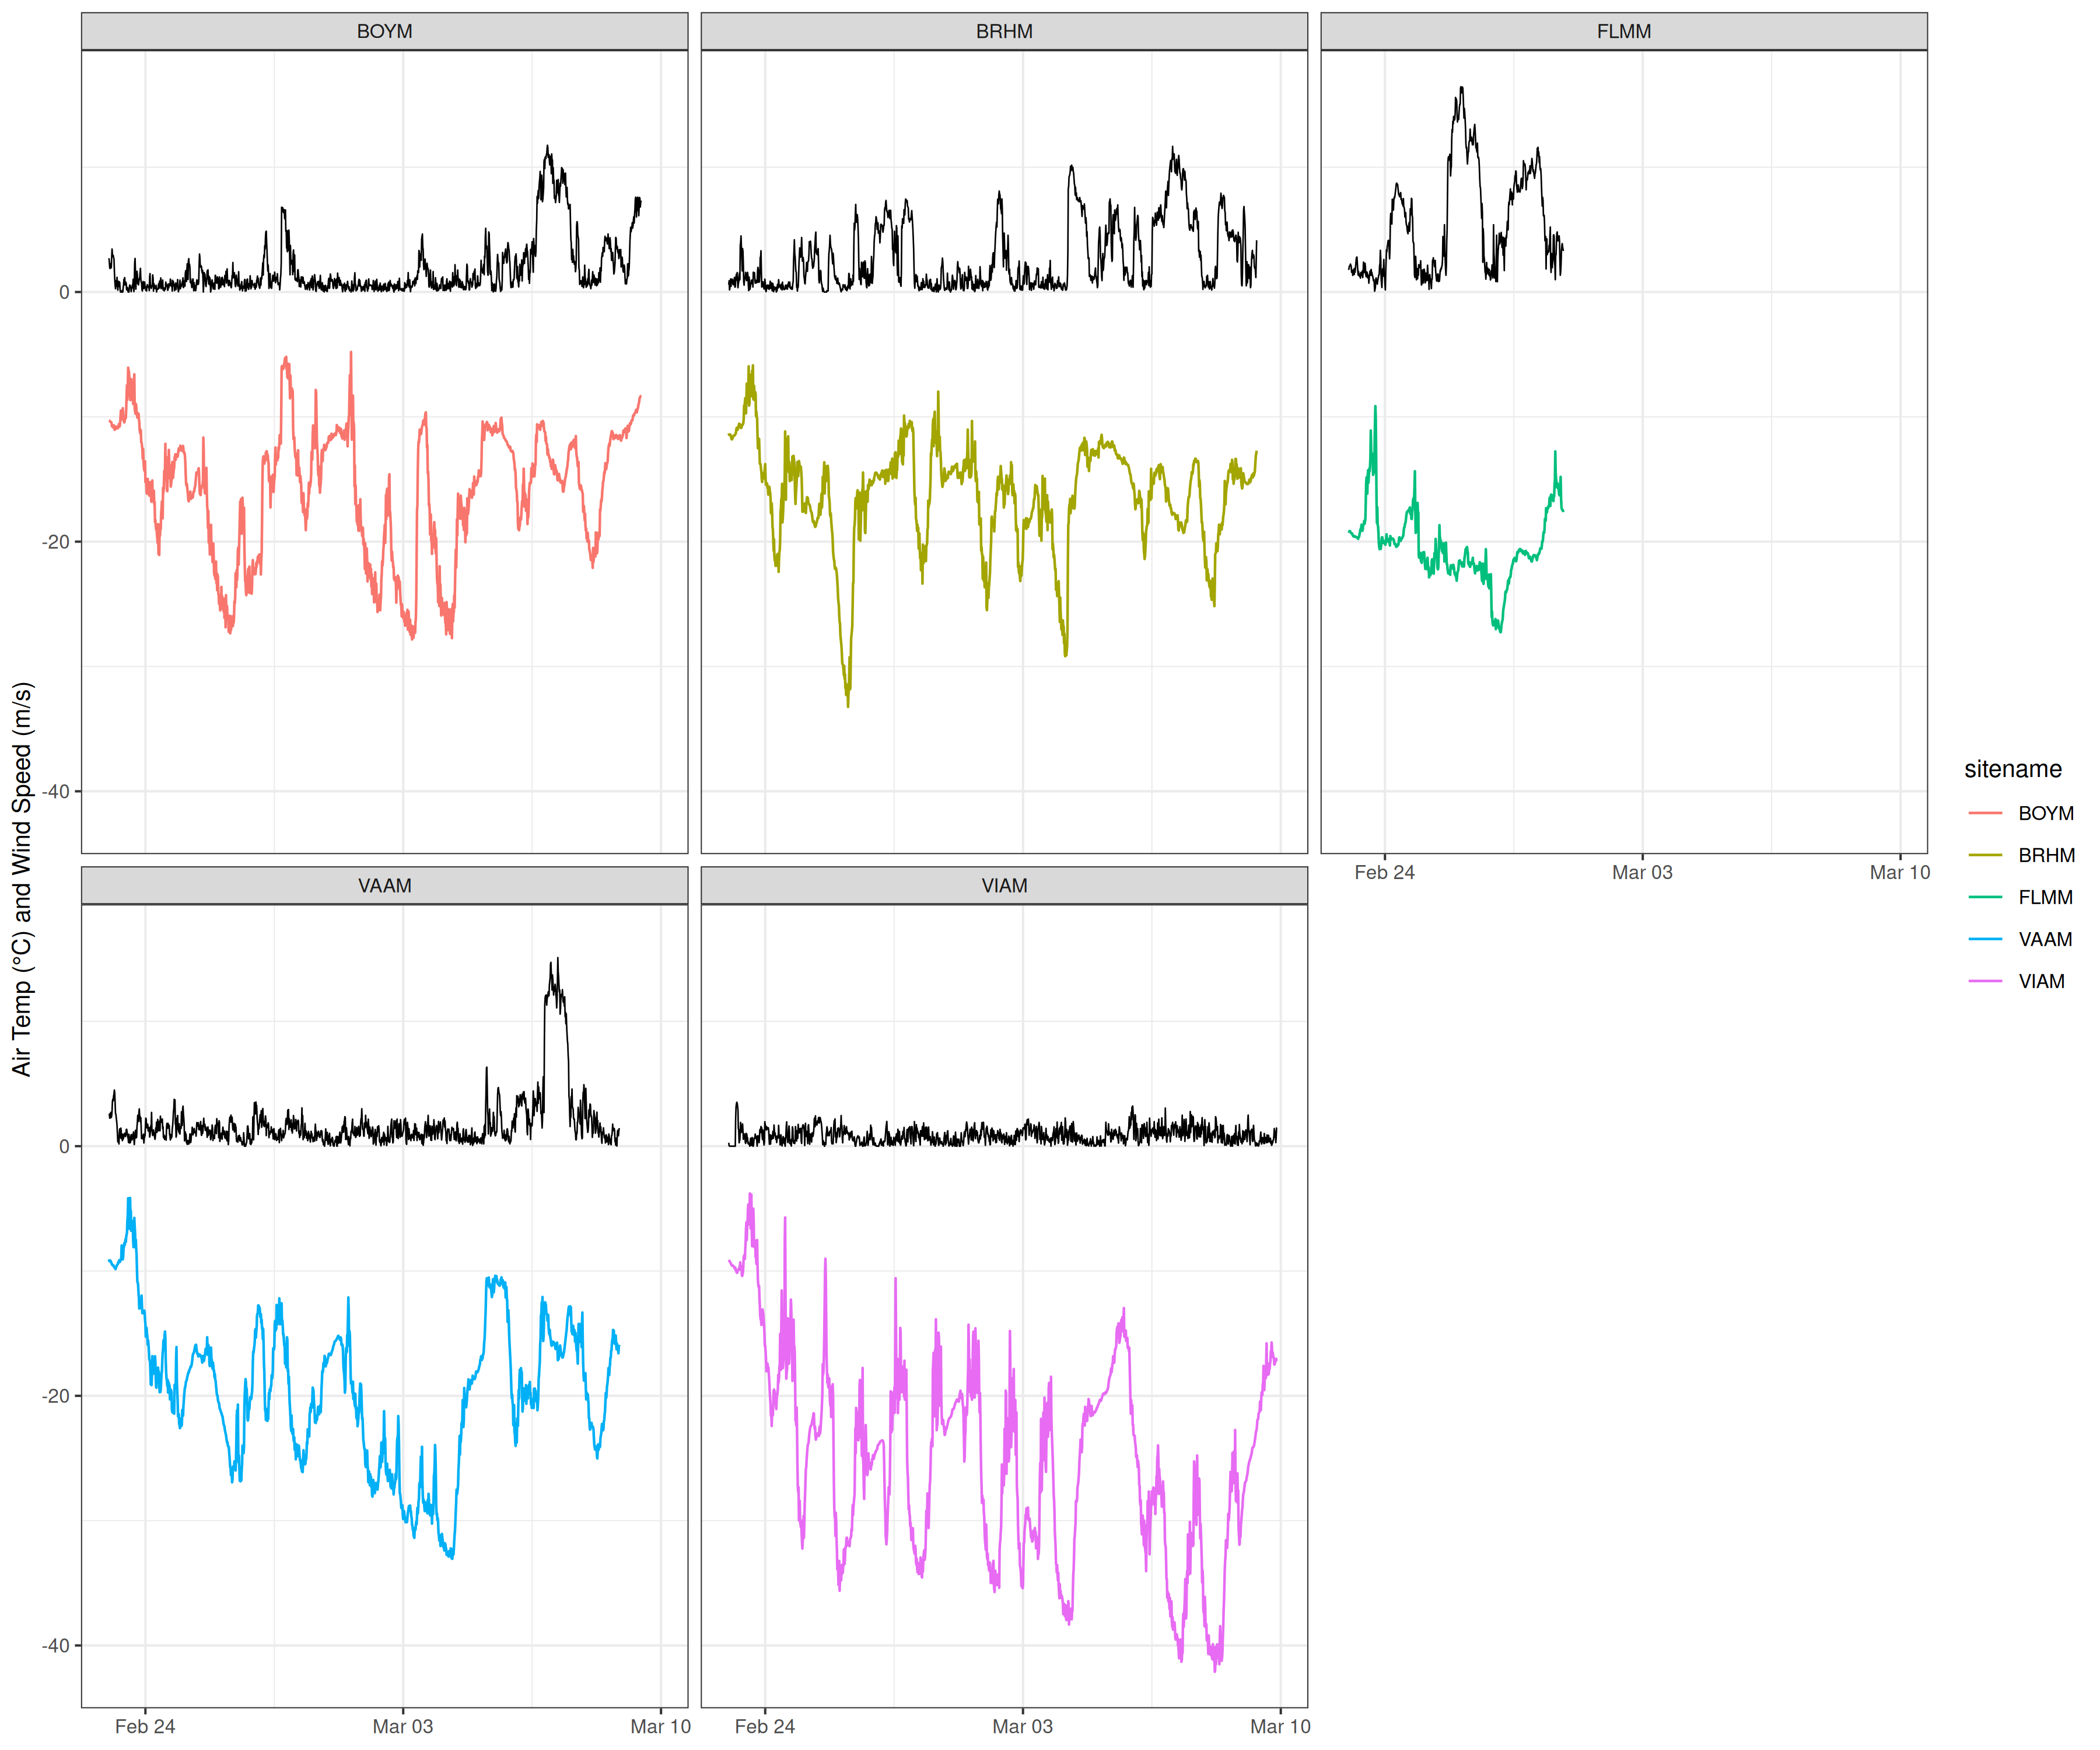 BOYM
BRHM
FLMM
0
-20
-40
Feb 24
Mar 03
Mar 10
VAAM
VIAM
0
-20
-40
Feb 24
Mar 03
Mar 10
Feb 24
Mar 03
Mar 10
Air Temp (°C) and Wind Speed (m/s)
sitename
BOYM
BRHM
FLMM
VAAM
VIAM